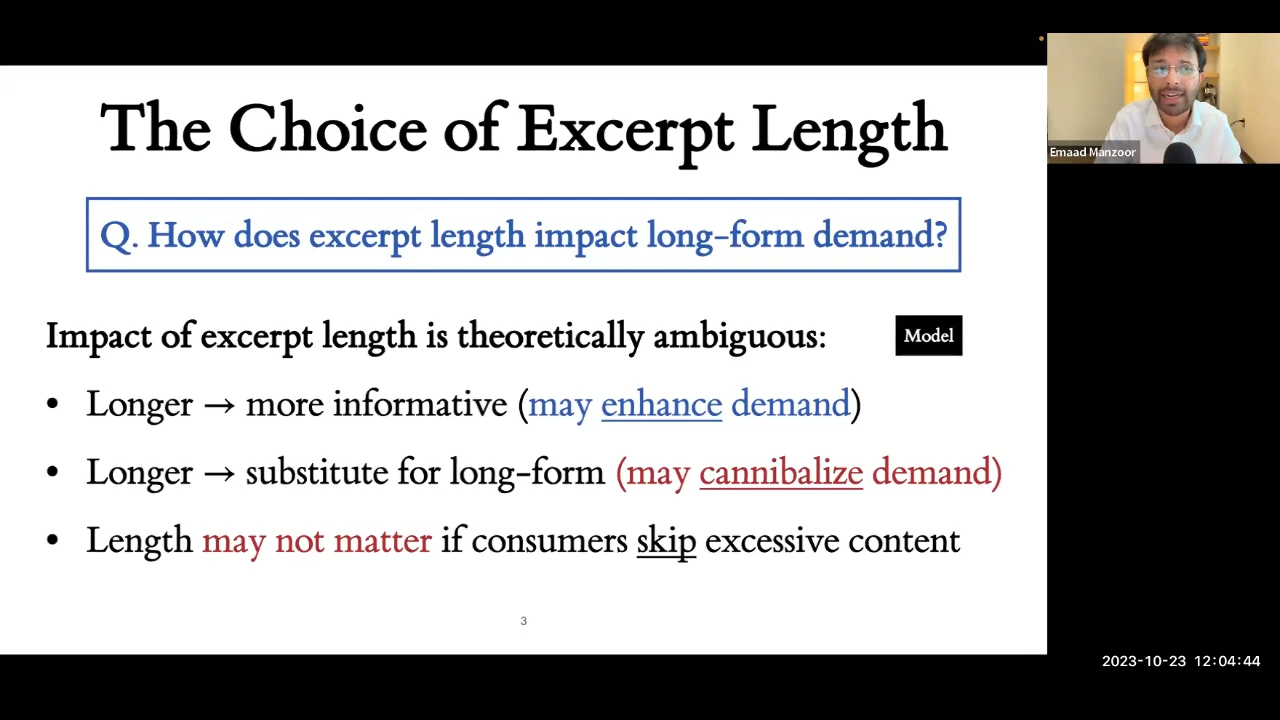 The Choice of Excerpt Length
Emaad Manzoor
Q. How does excerpt length impact long-form demand?
Impact of excerpt length is theoretically ambiguous:
Model
• Longer → more informative (may enhance demand)
• Longer → substitute for long-form (may cannibalize demand)
• Length may not matter if consumers skip excessive content
3
2023-10-23 12:04:44